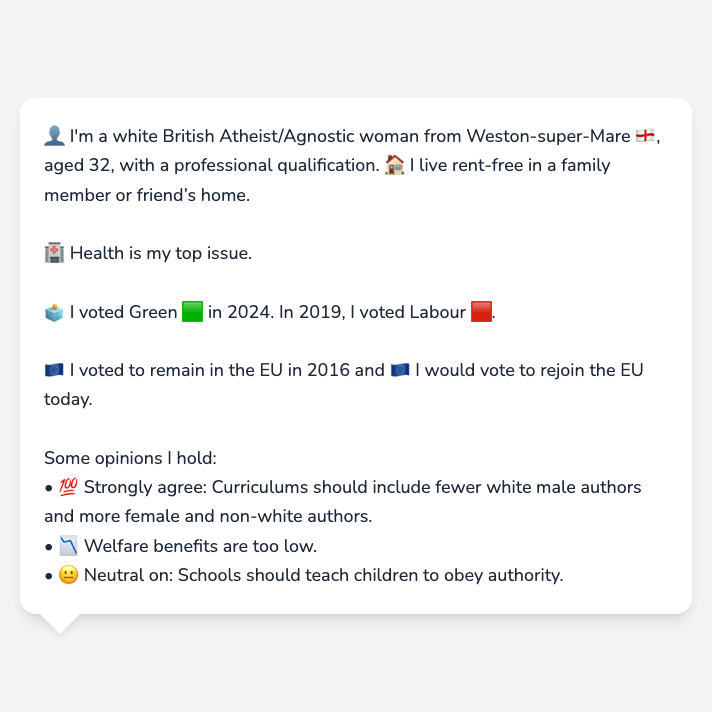 👤 I'm a white British Atheist/Agnostic woman from Weston-super-Mare 🏴󠁧󠁢󠁥󠁮󠁧󠁿,
aged 32, with a professional qualification. 🏠 I live rent-free in a family
member or friend’s home.
🏥 Health is my top issue.
🗳️ I voted Green 🟩 in 2024. In 2019, I voted Labour 🟥.
🇪🇺 I voted to remain in the EU in 2016 and 🇪🇺 I would vote to rejoin the EU
today.
Some opinions I hold:
• 💯 Strongly agree: Curriculums should include fewer white male authors
and more female and non-white authors.
• 📉 Welfare benefits are too low.
• 😐 Neutral on: Schools should teach children to obey authority.